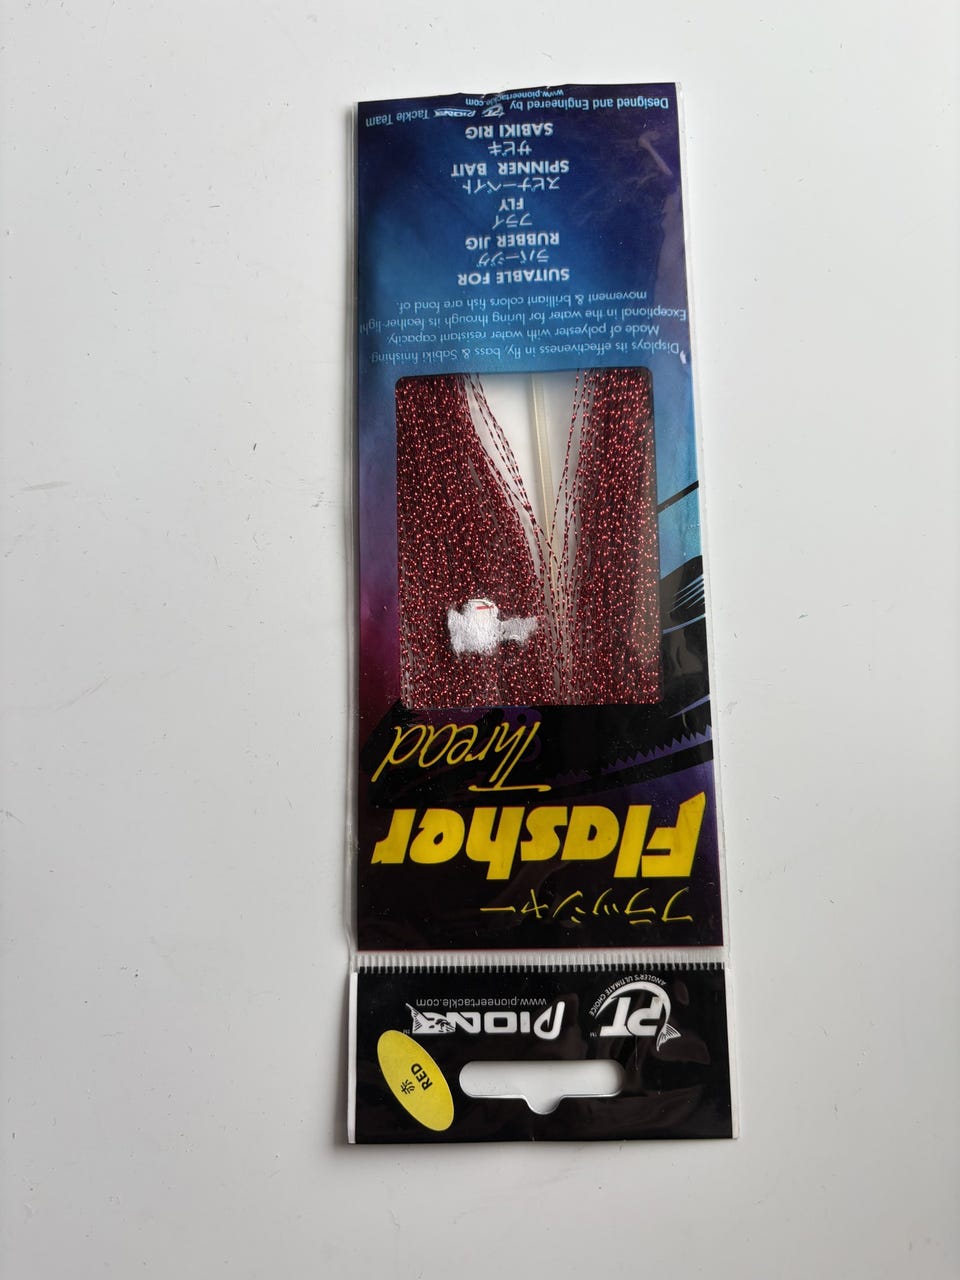 RED
PT
ANGLER'S ULTIMATE CHOICE
www.pioneertackle.com
フラッシャー
Flasher
Thread
"Displays its effectiveness in fly, bass & Sabiki finishing.
Made of polyester with water resistant capacity.
Exceptional in the water for luring through its feather-light
movement & brilliant colors fish are fond of.
SUITABLE FOR
ラバージグ
RUBBER JIG
フライ
FLY
スピナーベイト
SPINNER BAIT
サビキ
SABIKI RIG
Designed and Engineered by PT Tackle Team
www.pioneertackle.com